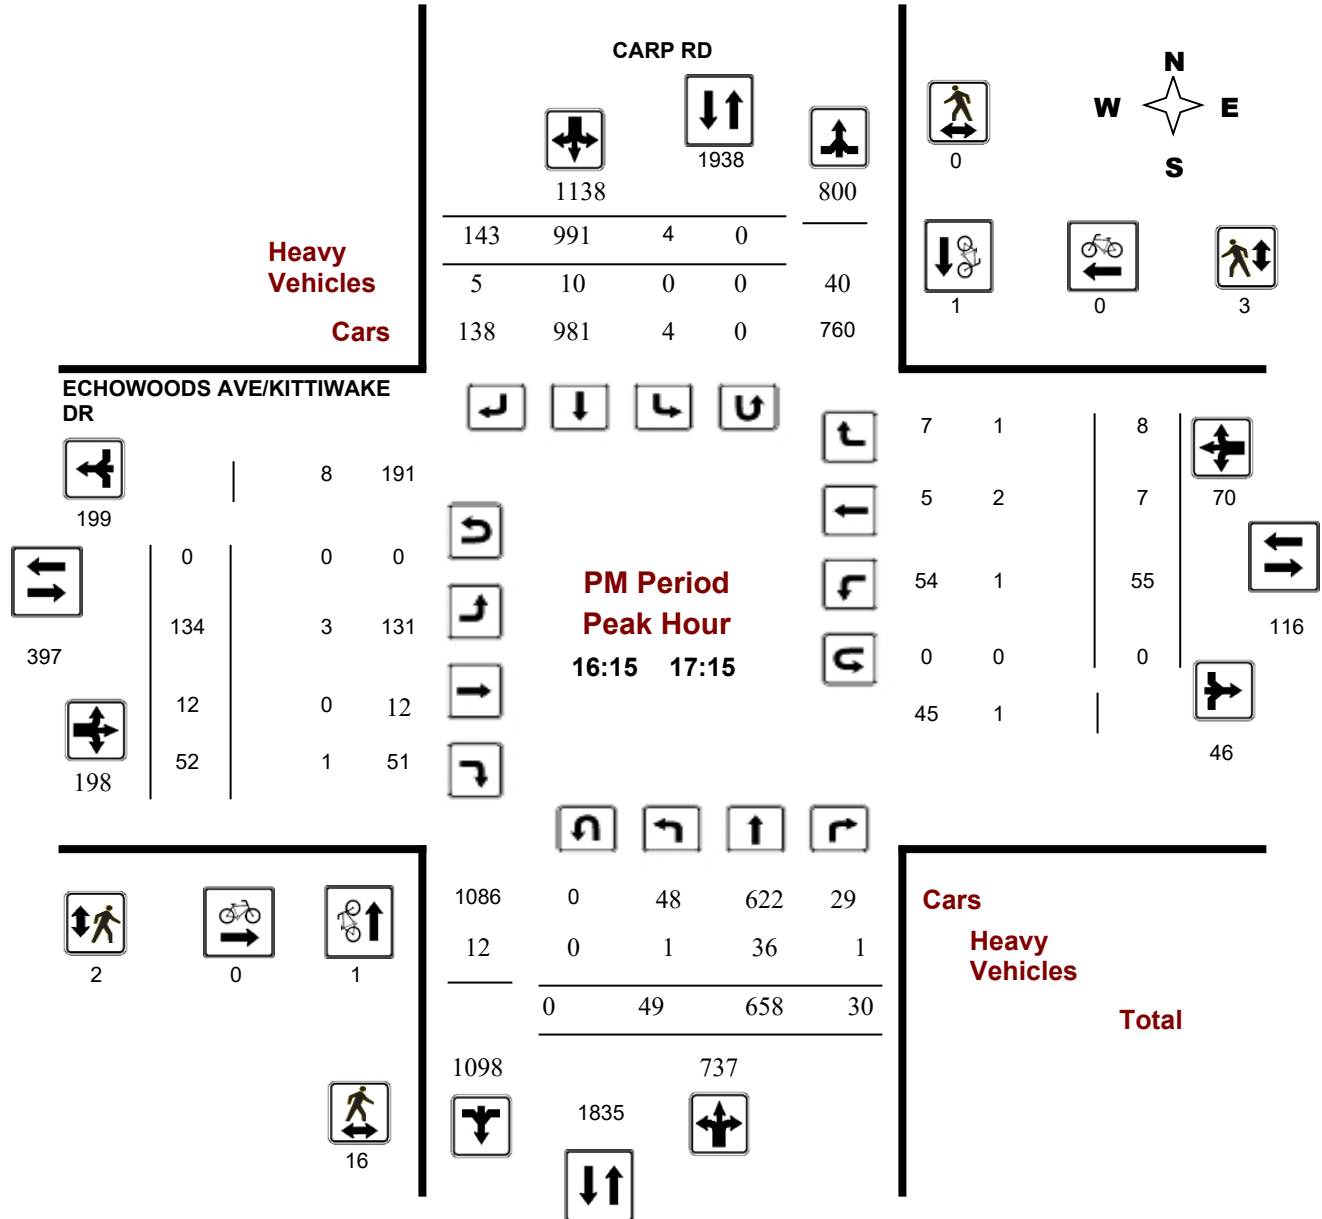 CARP RD
N
W E
S
1938
0
1138
800
143 991 4 0
Heavy
Vehicles
5 10 0 0 40
1 0 3
Cars
138 981 4 0 760
ECHOWOODS AVE/KITTIWAKE
DR
7 1 8
8 191
199
5 2 7 70
0 0 0
PM Period
54 1 55
Peak Hour
134 3 131
116
397
16:15 17:15
0 0 0
12 0 12
45 1
46
52 1 51
198
1086 0 48 622 29
Cars
12 0 1 36 1
Heavy
Vehicles
2 0 1
0 49 658 30
Total
1098 737
1835
16